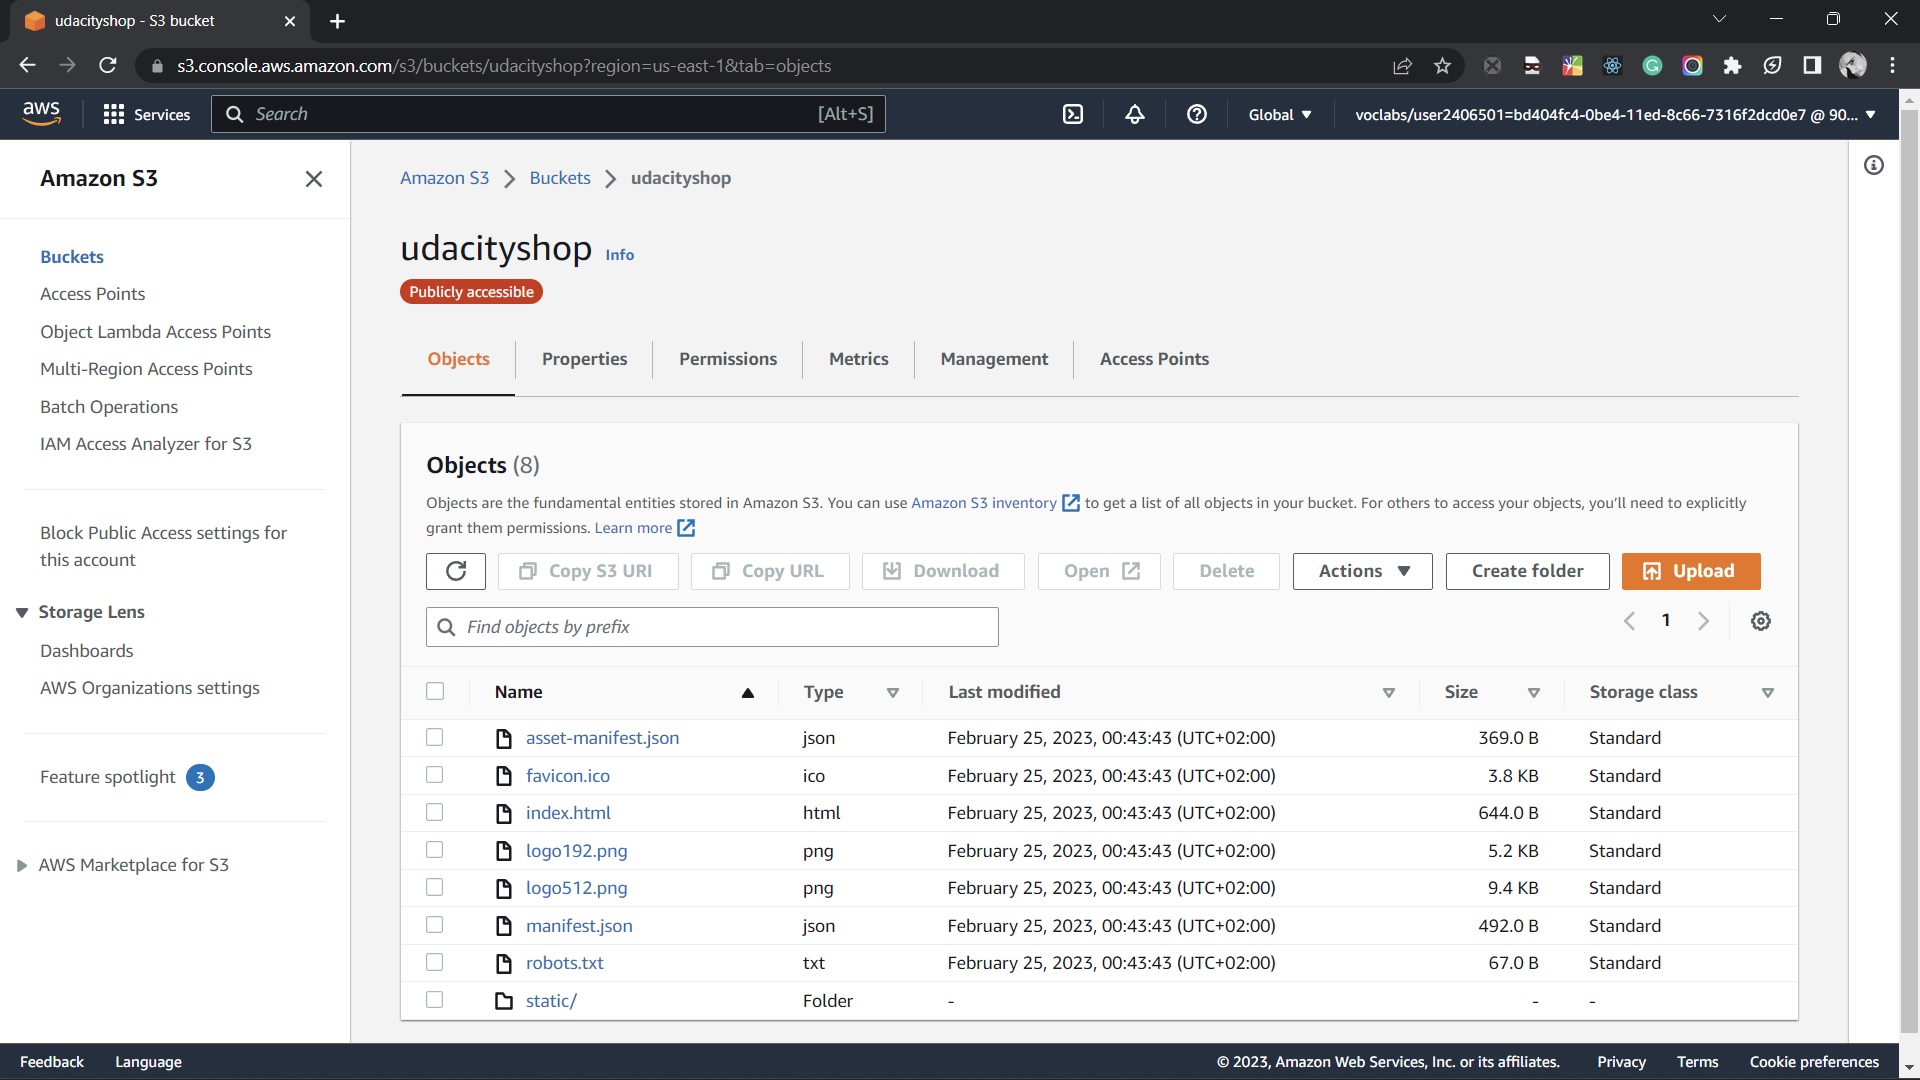 udacityshop - S3 bucket
s3.console.aws.amazon.com/s3/buckets/udacityshop?region=us-east-1&tab=objects
aws
Services
Search
[Alt+S]
Global
voclabs/user2406501=bd404fc4-0be4-11ed-8c66-7316f2dcd0e7 @ 90...
Amazon S3
Buckets
Access Points
Object Lambda Access Points
Multi-Region Access Points
Batch Operations
IAM Access Analyzer for S3
Block Public Access settings for
this account
Storage Lens
Dashboards
AWS Organizations settings
Feature spotlight 3
AWS Marketplace for S3
Amazon S3 > Buckets > udacityshop
udacityshop Info
Publicly accessible
Objects Properties Permissions Metrics Management Access Points
Objects (8)
Objects are the fundamental entities stored in Amazon S3. You can use Amazon S3 inventory to get a list of all objects in your bucket. For others to access your objects, you'll need to explicitly
grant them permissions. Learn more
Copy S3 URI Copy URL Download Open Delete Actions Create folder Upload
Find objects by prefix
1
Name Type Last modified Size Storage class
asset-manifest.json json February 25, 2023, 00:43:43 (UTC+02:00) 369.0 B Standard
favicon.ico ico February 25, 2023, 00:43:43 (UTC+02:00) 3.8 KB Standard
index.html html February 25, 2023, 00:43:43 (UTC+02:00) 644.0 B Standard
logo192.png png February 25, 2023, 00:43:43 (UTC+02:00) 5.2 KB Standard
logo512.png png February 25, 2023, 00:43:43 (UTC+02:00) 9.4 KB Standard
manifest.json json February 25, 2023, 00:43:43 (UTC+02:00) 492.0 B Standard
robots.txt txt February 25, 2023, 00:43:43 (UTC+02:00) 67.0 B Standard
static/ Folder - - -
Feedback Language © 2023, Amazon Web Services, Inc. or its affiliates. Privacy Terms Cookie preferences